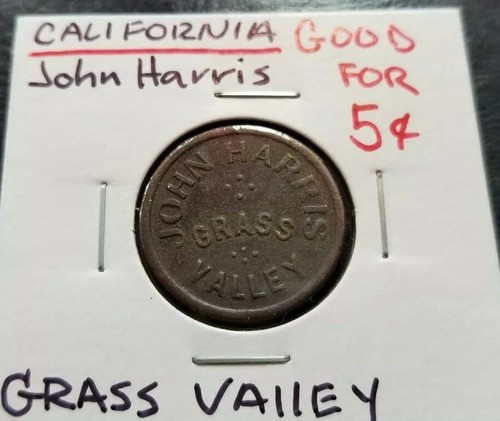 CALIFORNIA GOOD
John Harris FOR
5¢
JOHN HARRIS
GRASS
VALLEY
GRASS VAllEY